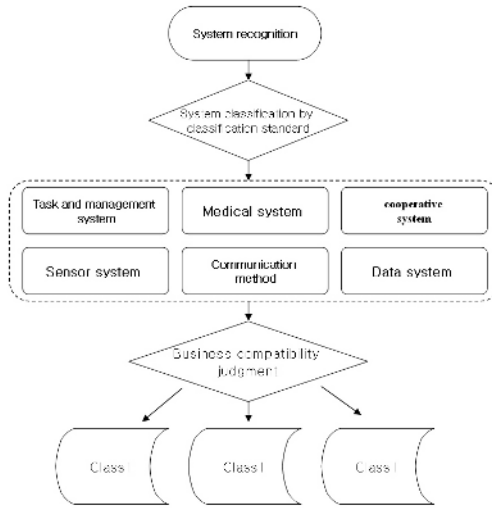 System recognition
System classification by
classification standard
Task and management
system
Medical system
cooperative
system
Sensor system
Communication
method
Data system
Business compatibility
judgment
Class I
Class I
Class I